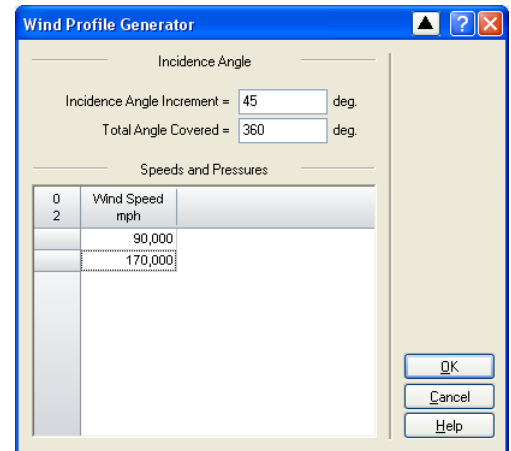 Wind Profile Generator
Incidence Angle
Incidence Angle Increment = 45 deg.
Total Angle Covered = 360 deg.
Speeds and Pressures
0 Wind Speed
2 mph
90,000
170,000
OK
Cancel
Help